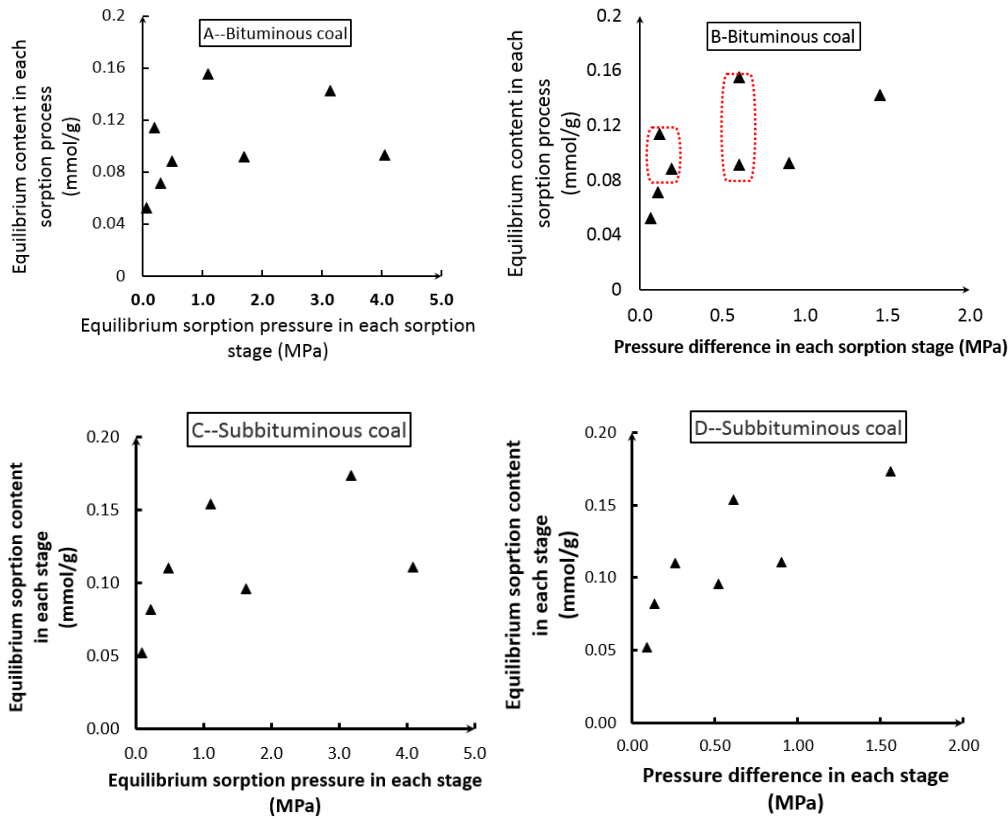 A--Bituminous coal
Equilibrium content in each
sorption process
(mmol/g)
0.2
0.16
0.12
0.08
0.04
0
0.0 1.0 2.0 3.0 4.0 5.0
Equilibrium sorption pressure in each sorption
stage (MPa)
B-Bituminous coal
Equilibrium content in each
sorption process
(mmol/g)
0.2
0.16
0.12
0.08
0.04
0
0.0 0.5 1.0 1.5 2.0
Pressure difference in each sorption stage (MPa)
C--Subbituminous coal
Equilibrium soprtion content
in each stage
(mmol/g)
0.20
0.15
0.10
0.05
0.00
0.0 1.0 2.0 3.0 4.0 5.0
Equilibrium sorption pressure in each stage
(MPa)
D--Subbituminous coal
Equilibrium soprtion content
in each stage
(mmol/g)
0.20
0.15
0.10
0.05
0.00
0.00 0.50 1.00 1.50 2.00
Pressure difference in each stage
(MPa)